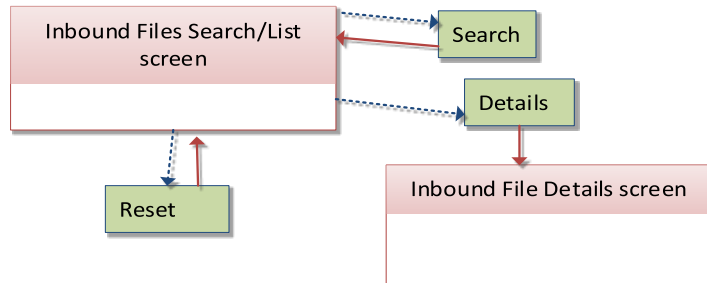 Inbound Files Search/List
screen
Search
Details
Inbound File Details screen
Reset